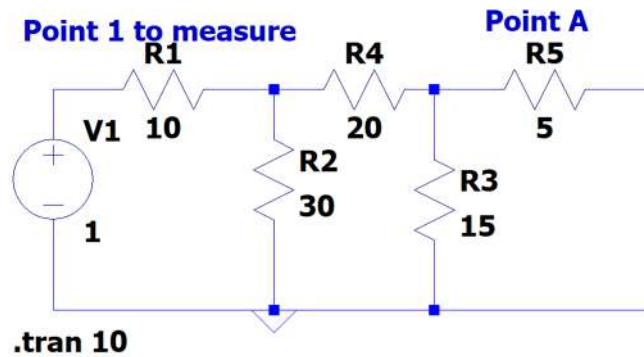 Point 1 to measure
Point A
R1
R4
R5
V1
10
20
5
R2
30
R3
15
1
.tran 10